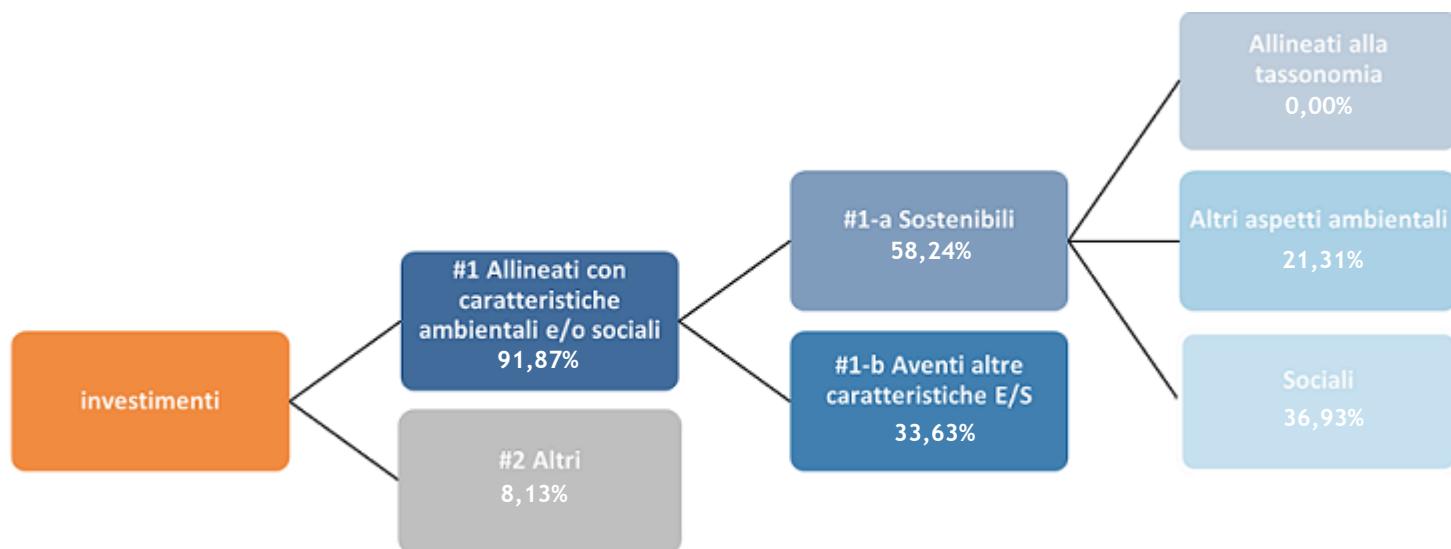 investimenti
#1 Allineati con
caratteristiche
ambientali e/o sociali
91,87%
#2 Altri
8,13%
#1-a Sostenibili
58,24%
#1-b Aventi altre
caratteristiche E/S
33,63%
Allineati alla
tassonomia
0,00%
Altri aspetti ambientali
21,31%
Sociali
36,93%